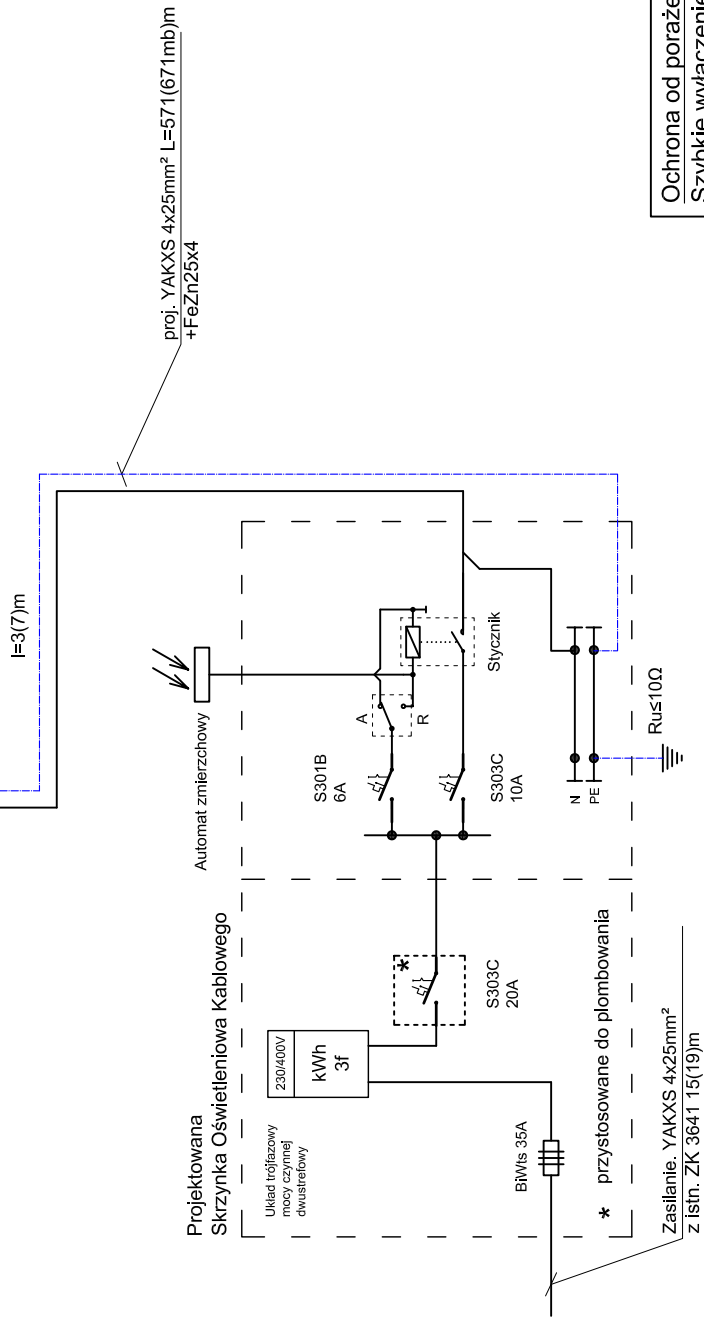 Projektowana
Skrzynka Oświetleniowa Kablowego
Układ trójfazowy
mocy czynnej
dwustrefowy
230/400V
kWh
3f
BiWts 35A
*
S303C
20A
* przystosowane do plombowania
Zasilanie. YAKXS 4x25mm²
z istn. ZK 3641 15(19)m
Automat zmierzchowy
S301B
6A
A
R
S303C
10A
Stycznik
N
PE
Ru≤10Ω
l=3(7)m
proj. YAKXS 4x25mm² L=571(671mb)m
+FeZn25x4
Ochrona od poraże
Szybkie wyłączenie